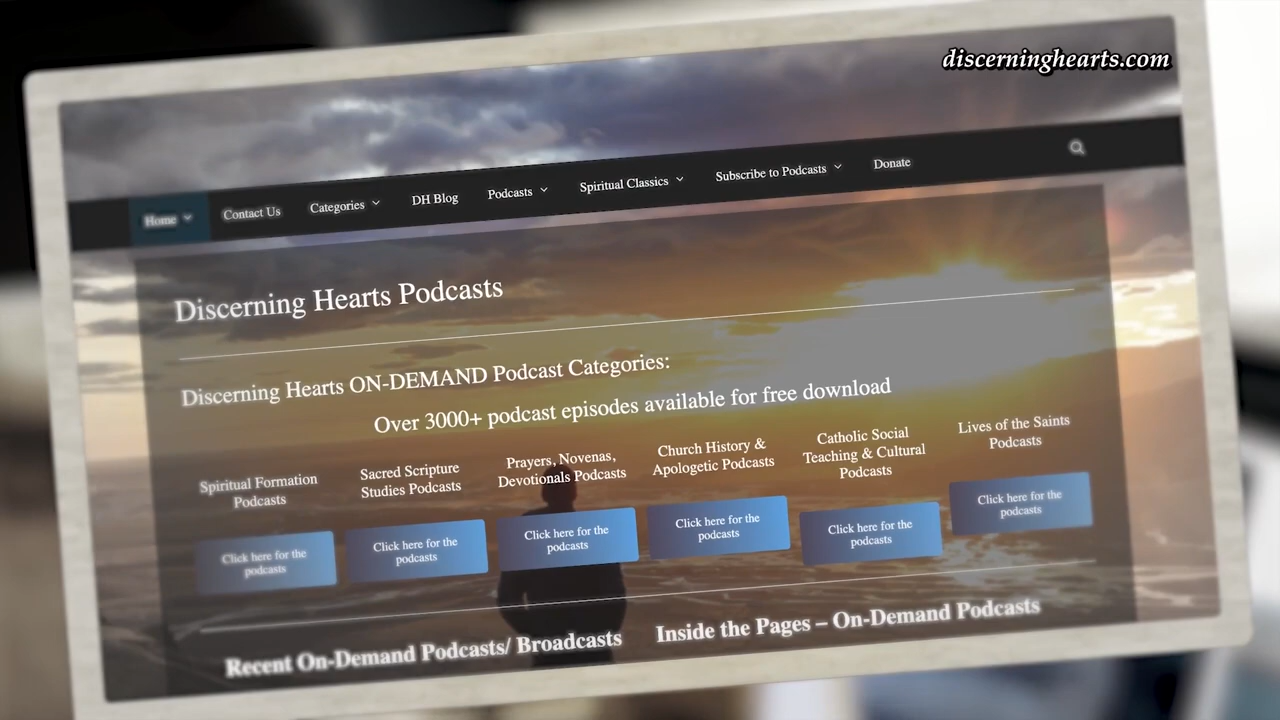 discerninghearts.com
Home Contact Us Categories DH Blog Podcasts Spiritual Classics Subscribe to Podcasts Donate
Discerning Hearts Podcasts
Discerning Hearts ON-DEMAND Podcast Categories:
Over 3000+ podcast episodes available for free download
Spiritual Formation
Podcasts
Sacred Scripture
Studies Podcasts
Prayers, Novenas,
Devotionals Podcasts
Church History &
Apologetic Podcasts
Catholic Social
Teaching & Cultural
Podcasts
Lives of the Saints
Podcasts
Click here for the
podcasts
Click here for the
podcasts
Click here for the
podcasts
Click here for the
podcasts
Click here for the
podcasts
Click here for the
podcasts
Recent On-Demand Podcasts/ Broadcasts
Inside the Pages – On-Demand Podcasts